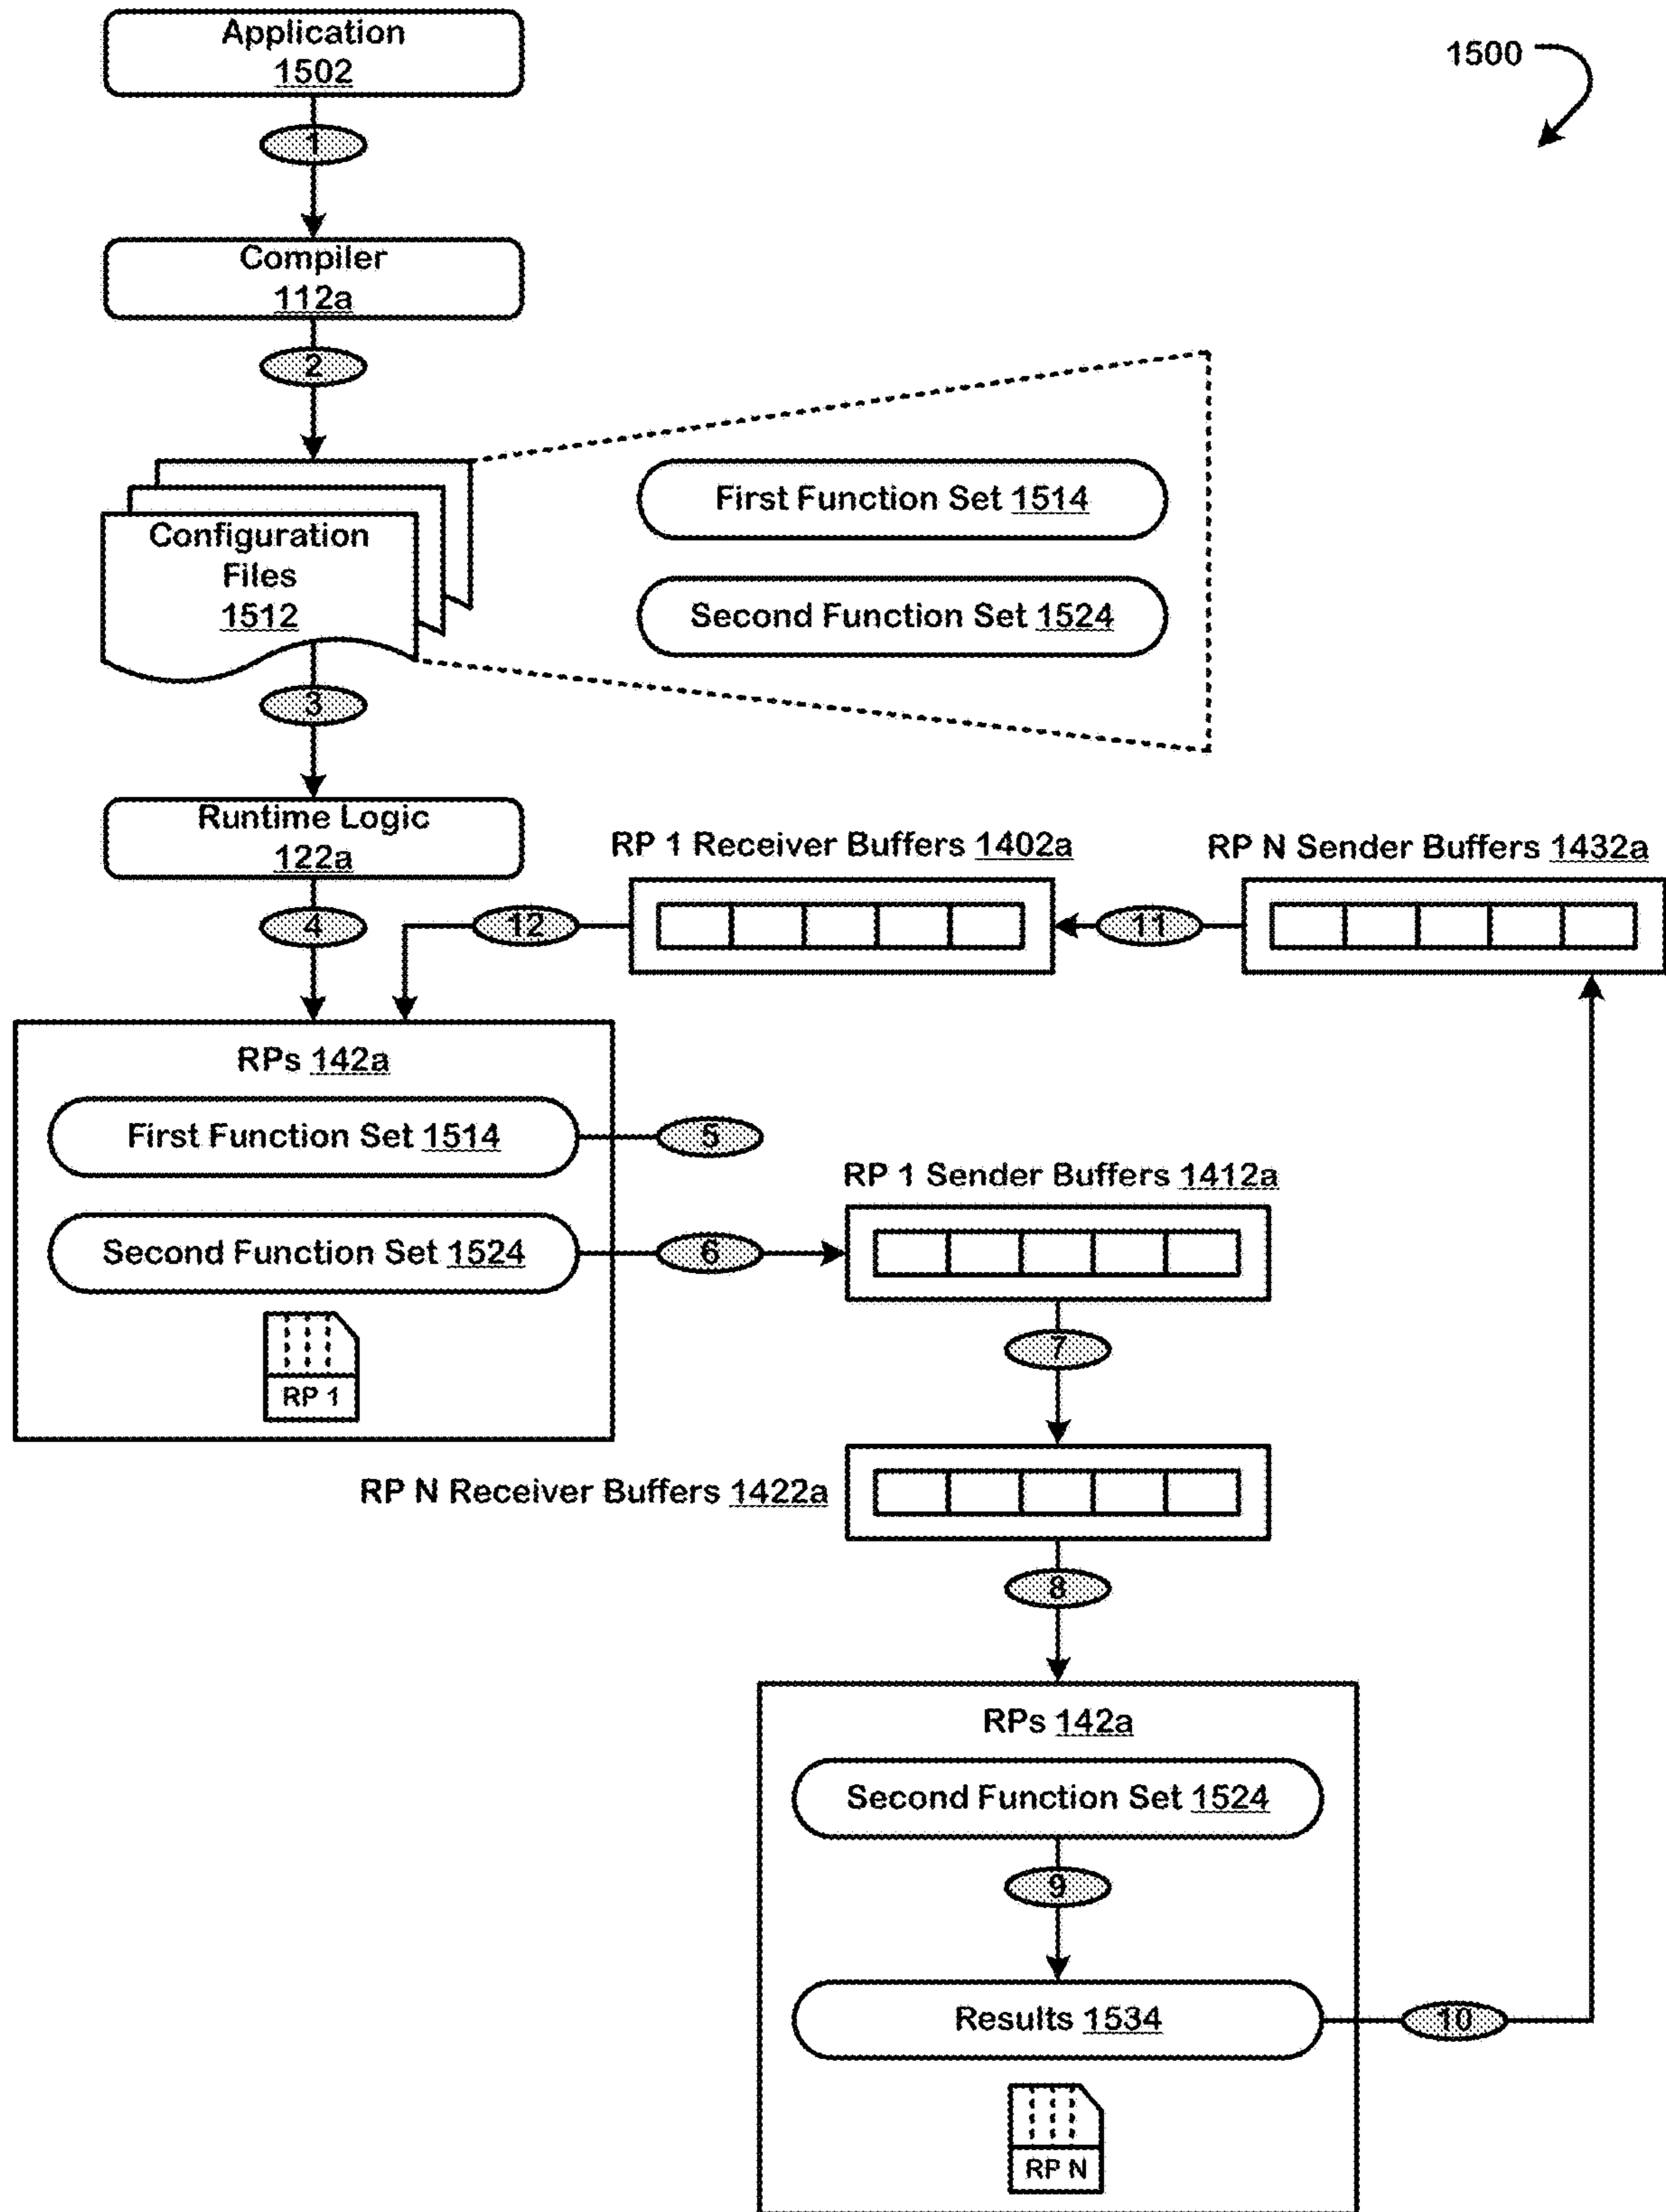 Application
1502
1500
1
Compiler
112a
2
First Function Set 1514
Configuration
Files
1512
Second Function Set 1524
3
Runtime Logic
122a
RP 1 Receiver Buffers 1402a
RP N Sender Buffers 1432a
4
12
11
RPs 142a
First Function Set 1514
5
RP 1 Sender Buffers 1412a
Second Function Set 1524
6
7
RP 1
RP N Receiver Buffers 1422a
8
RPs 142a
Second Function Set 1524
9
Results 1534
10
RP N